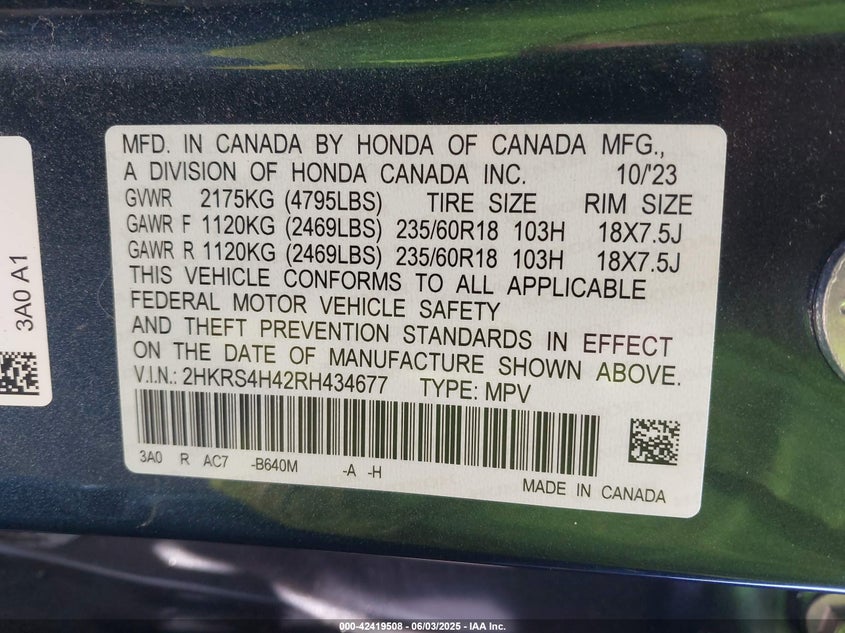 MFD. IN CANADA BY HONDA OF CANADA MFG.,
A DIVISION OF HONDA CANADA INC. 10/'23
GVWR 2175KG (4795LBS) TIRE SIZE RIM SIZE
GAWR F 1120KG (2469LBS) 235/60R18 103H 18X7.5J
GAWR R 1120KG (2469LBS) 235/60R18 103H 18X7.5J
THIS VEHICLE CONFORMS TO ALL APPLICABLE
FEDERAL MOTOR VEHICLE SAFETY
AND THEFT PREVENTION STANDARDS IN EFFECT
ON THE DATE OF MANUFACTURE SHOWN ABOVE.
V.I.N.: 2HKRS4H42RH434677 TYPE: MPV
3A0 R AC7 -B640M -A -H
MADE IN CANADA
3A0 A1
000-42419508 - 06/03/2025 - IAA Inc.